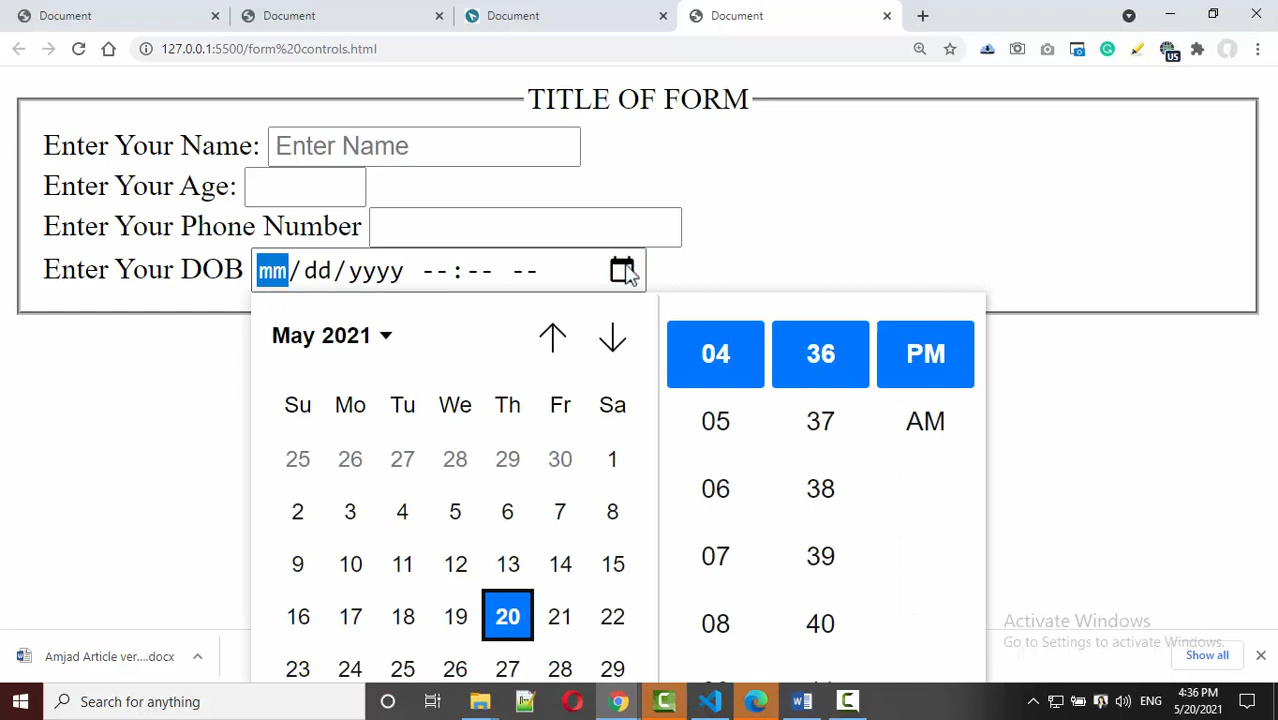 Document
Document
Document
Document
127.0.0.1:5500/form%20controls.html
US
TITLE OF FORM
Enter Your Name: Enter Name
Enter Your Age:
Enter Your Phone Number
Enter Your DOB mm/dd/yyyy --:-- --
May 2021
04 36 PM
Su Mo Tu We Th Fr Sa
05 37 AM
25 26 27 28 29 30 1
06 38
2 3 4 5 6 7 8
07 39
9 10 11 12 13 14 15
16 17 18 19 20 21 22
08 40
23 24 25 26 27 28 29
Activate Windows
Go to Settings to activate Windows.
Amjad Article ver....docx
Show all
Search for anything
ENG
4:36 PM
5/20/2021